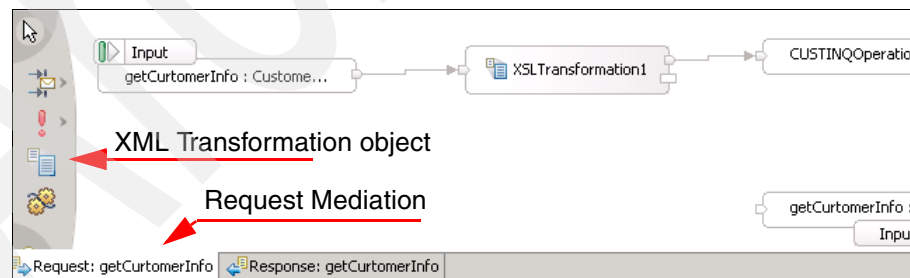 Input
getCurtomerInfo : Custome...
XSLTransformation1
CUSTINQOperatio
XML Transformation object
Request Mediation
getCurtomerInfo :
Inpu
Request: getCurtomerInfo
Response: getCurtomerInfo